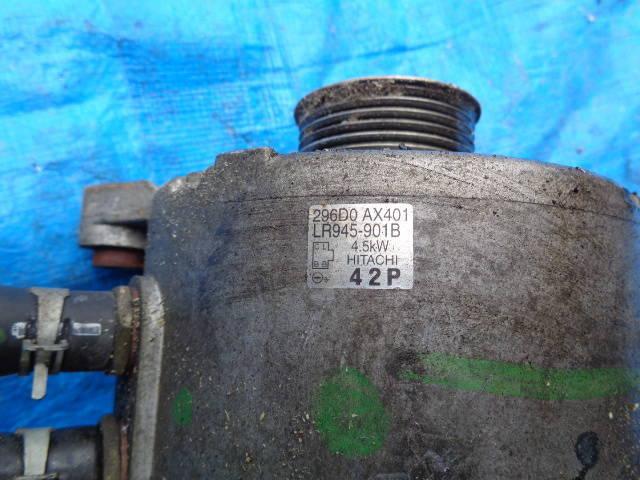 296D0 AX401
LR945-901B
4.5kW
HITACHI
42P